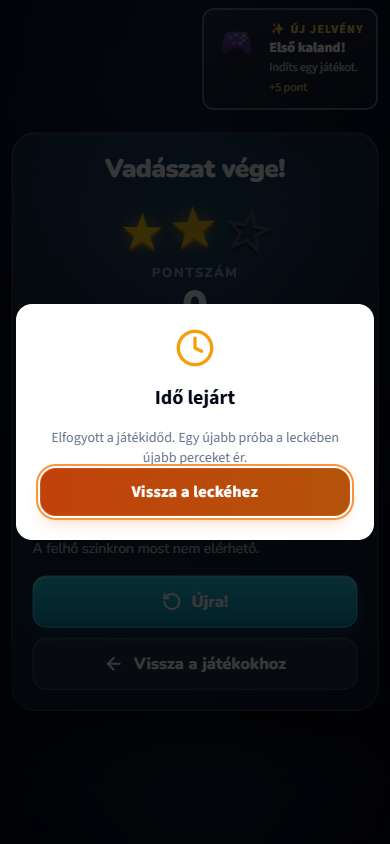 ✨ ÚJ JELVÉNY
Első kaland!
Indíts egy játékot.
+5 pont
Vadászat vége!
PONTSZÁM
Idő lejárt
Elfogyott a játékidőd. Egy újabb próba a leckében
újabb perceket ér.
Vissza a leckéhez
A felhő szinkron most nem elérhető.
Újra!
Vissza a játékokhoz